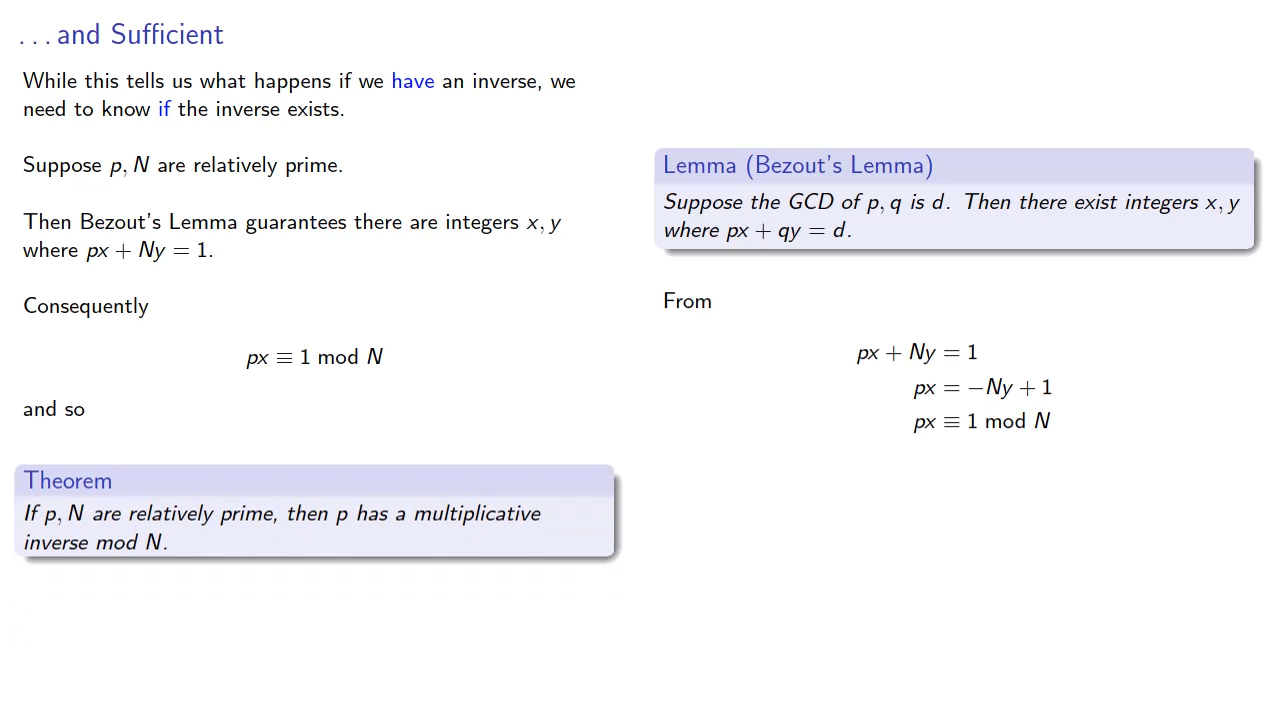 . . . and Sufficient
While this tells us what happens if we have an inverse, we
need to know if the inverse exists.
Suppose p, N are relatively prime.
Then Bezout's Lemma guarantees there are integers x, y
where px + Ny = 1.
Consequently
px ≡ 1 mod N
and so
Theorem
If p, N are relatively prime, then p has a multiplicative
inverse mod N.
Lemma (Bezout's Lemma)
Suppose the GCD of p, q is d. Then there exist integers x, y
where px + qy = d.
From
px + Ny = 1
px = −Ny + 1
px ≡ 1 mod N